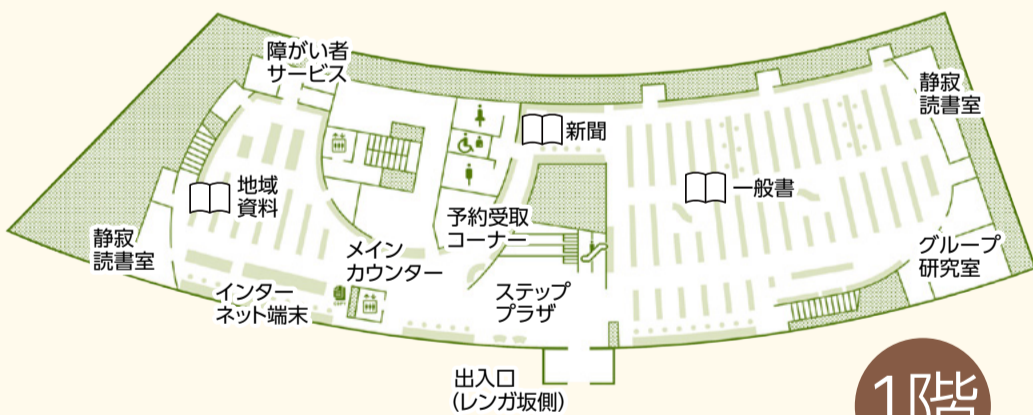 障がい者
サービス
静寂
読書室
新聞
地域
資料
一般書
予約受取
コーナー
静寂
読書室
メイン
カウンター
グループ
研究室
インター
ネット端末
ステップ
プラザ
出入口
(レンガ坂側)
1階